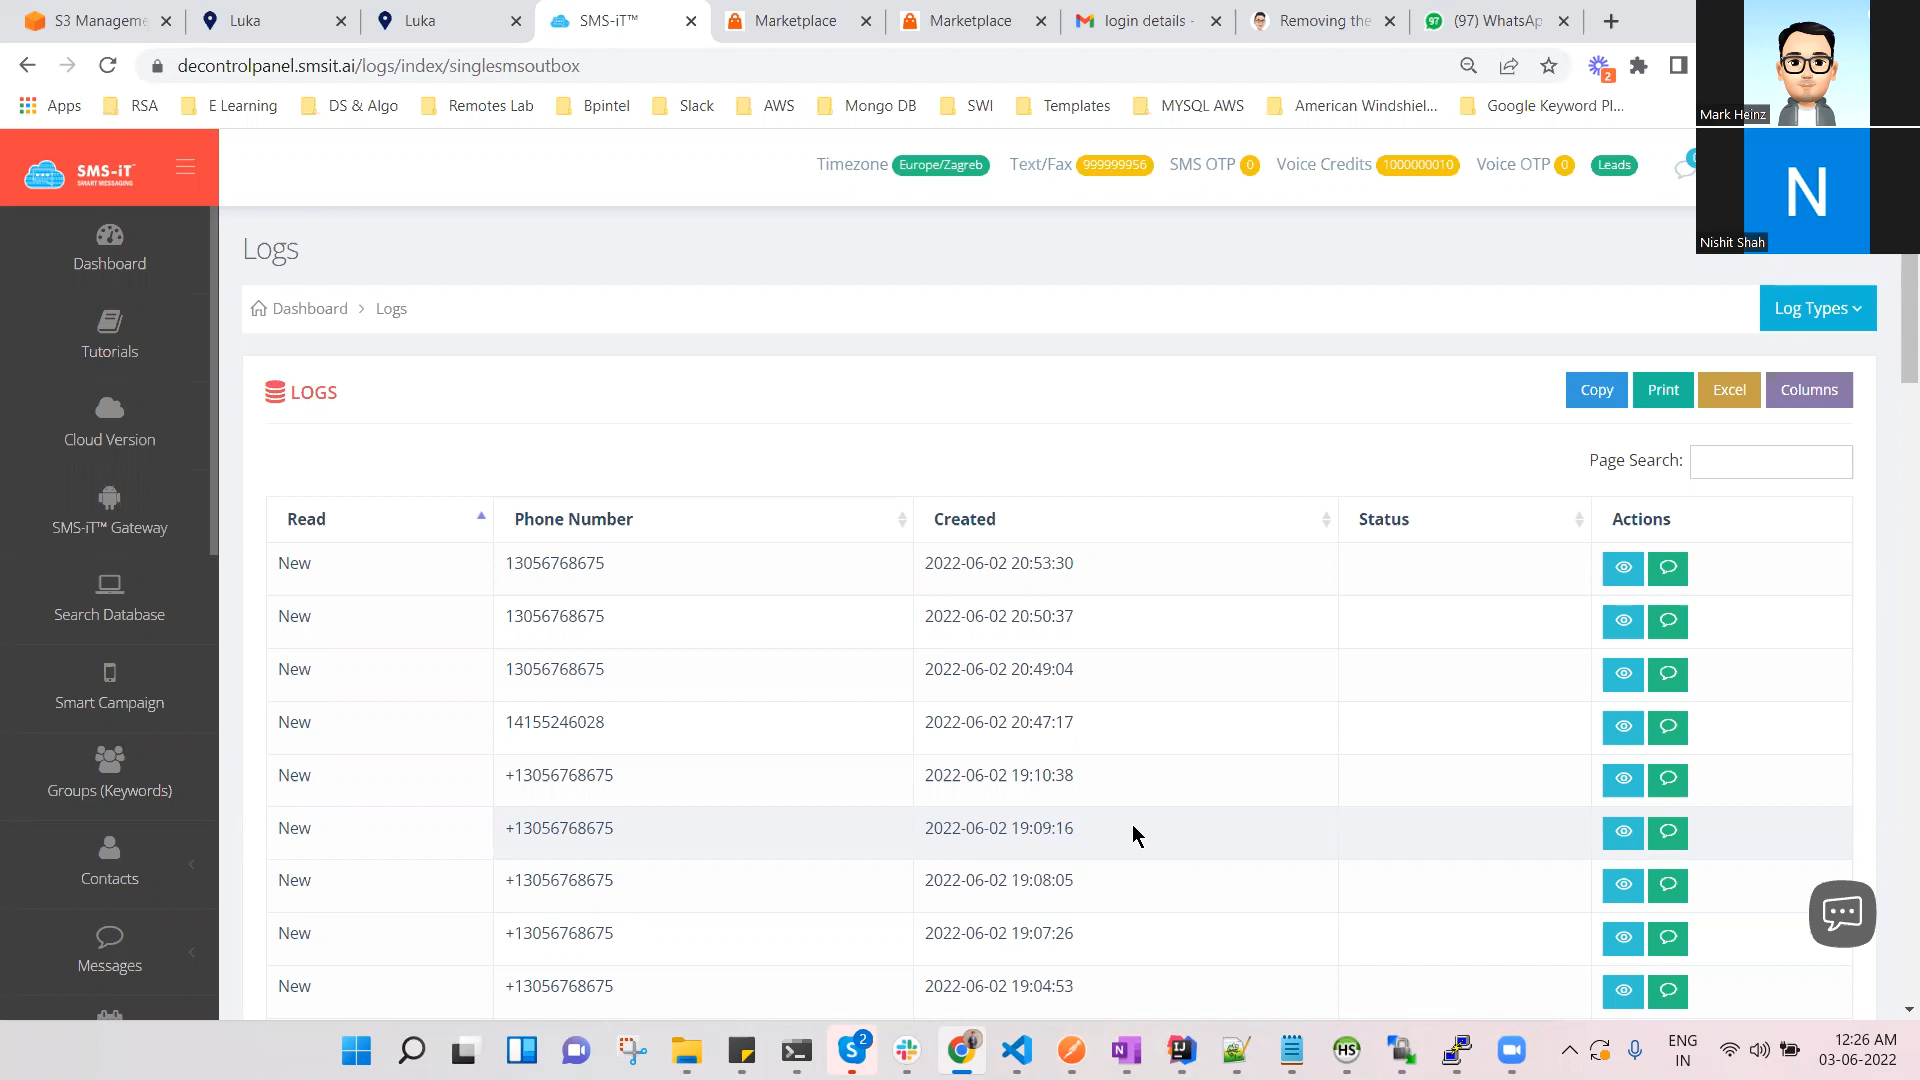 S3 Manageme
Luka
Luka
SMS-iT™
Marketplace
Marketplace
login details -
Removing the
(97) WhatsAp
decontrolpanel.smsit.ai/logs/index/singlesmsoutbox
2
Apps
RSA
E Learning
DS & Algo
Remotes Lab
Bpintel
Slack
AWS
Mongo DB
SWI
Templates
MYSQL AWS
American Windshiel...
Google Keyword Pl...
Mark Heinz
N
Nishit Shah
SMS-iT™
SMART MESSAGING
Timezone Europe/Zagreb
Text/Fax 999999956
SMS OTP 0
Voice Credits 1000000010
Voice OTP 0
Leads
Dashboard
Tutorials
Cloud Version
SMS-iT™ Gateway
Search Database
Smart Campaign
Groups (Keywords)
Contacts
Messages
Logs
Dashboard > Logs
Log Types
LOGS
Copy
Print
Excel
Columns
Page Search:
Read Phone Number Created Status Actions
New 13056768675 2022-06-02 20:53:30
New 13056768675 2022-06-02 20:50:37
New 13056768675 2022-06-02 20:49:04
New 14155246028 2022-06-02 20:47:17
New +13056768675 2022-06-02 19:10:38
New +13056768675 2022-06-02 19:09:16
New +13056768675 2022-06-02 19:08:05
New +13056768675 2022-06-02 19:07:26
New +13056768675 2022-06-02 19:04:53
2
HS
ENG
IN
12:26 AM
03-06-2022